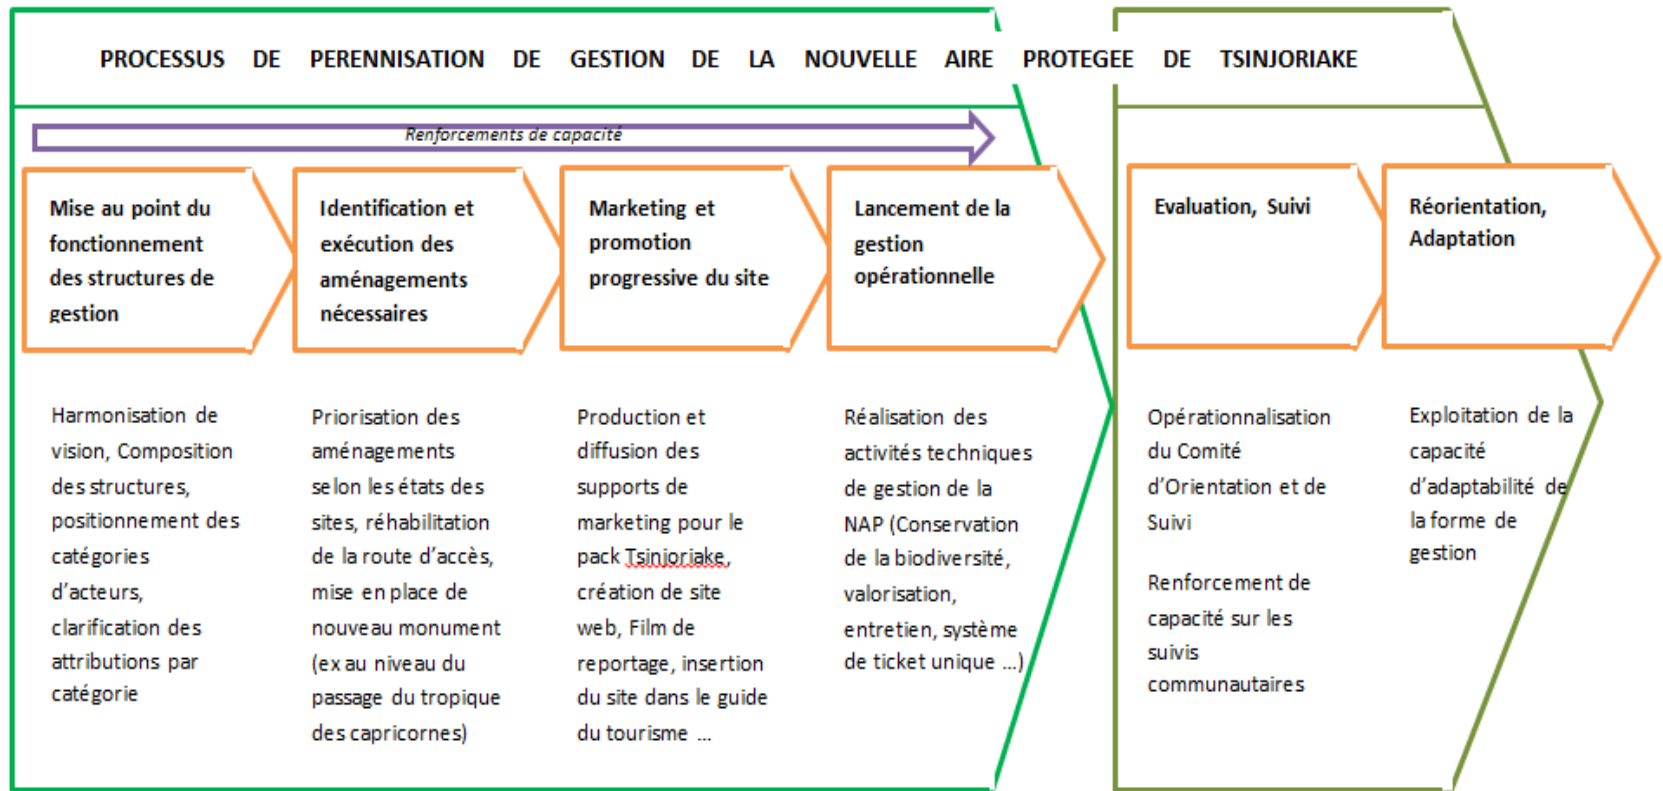 PROCESSUS DE PERENNISATION DE GESTION DE LA NOUVELLE AIRE PROTEGEE DE TSINJORIAKE
Renforcements de capacité
Mise au point du
fonctionnement
des structures de
gestion
Identification et
exécution des
aménagements
nécessaires
Marketing et
promotion
progressive du site
Lancement de la
gestion
opérationnelle
Evaluation, Suivi
Réorientation,
Adaptation
Harmonisation de
vision, Composition
des structures,
positionnement des
catégories
d'acteurs,
clarification des
attributions par
catégorie
Priorisation des
aménagements
selon les états des
sites, réhabilitation
de la route d'accès,
mise en place de
nouveau monument
(ex au niveau du
passage du tropique
des capricornes)
Production et
diffusion des
supports de
marketing pour le
pack Tsinjoriake,
création de site
web, Film de
reportage, insertion
du site dans le guide
du tourisme ...
Réalisation des
activités techniques
de gestion de la
NAP (Conservation
de la biodiversité,
valorisation,
entretien, système
de ticket unique ...)
Opérationnalisation
du Comité
d'Orientation et de
Suivi
Renforcement de
capacité sur les
suivis
communautaires
Exploitation de la
capacité
d'adaptabilité de
la forme de
gestion